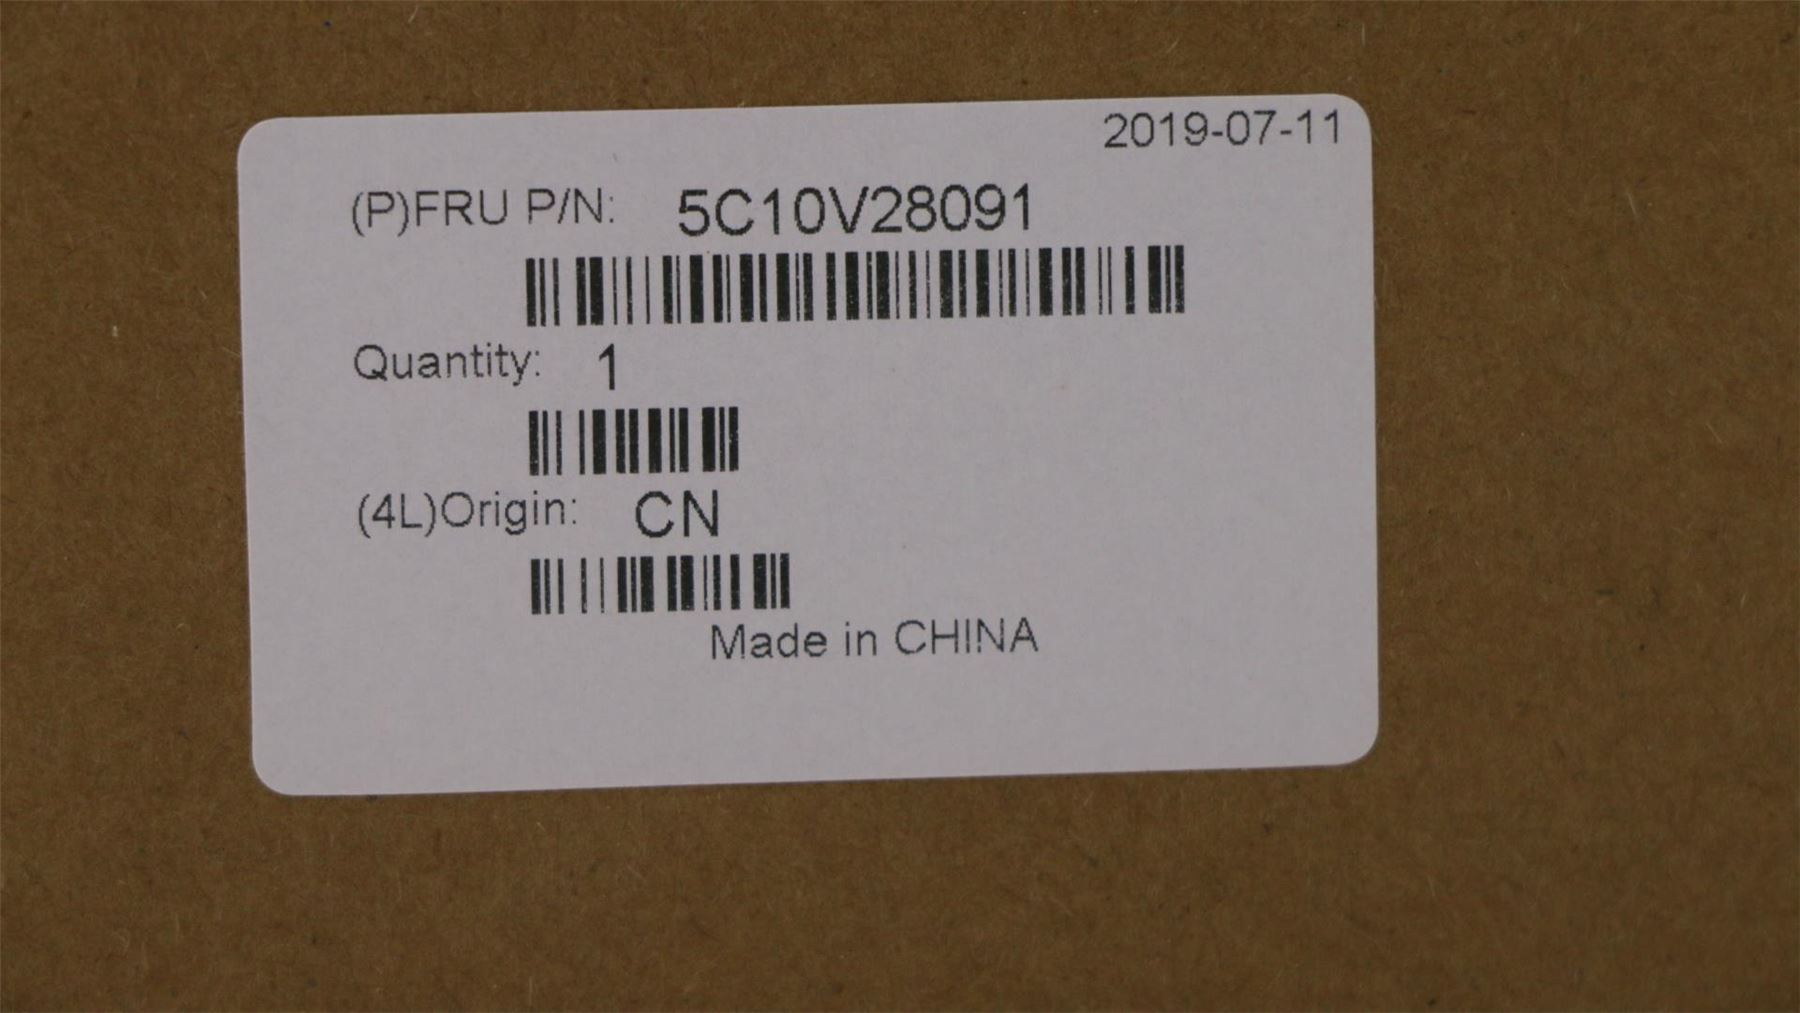 2019-07-11
(P)FRU P/N: 5C10V28091
Quantity: 1
(4L)Origin: CN
Made in CHINA